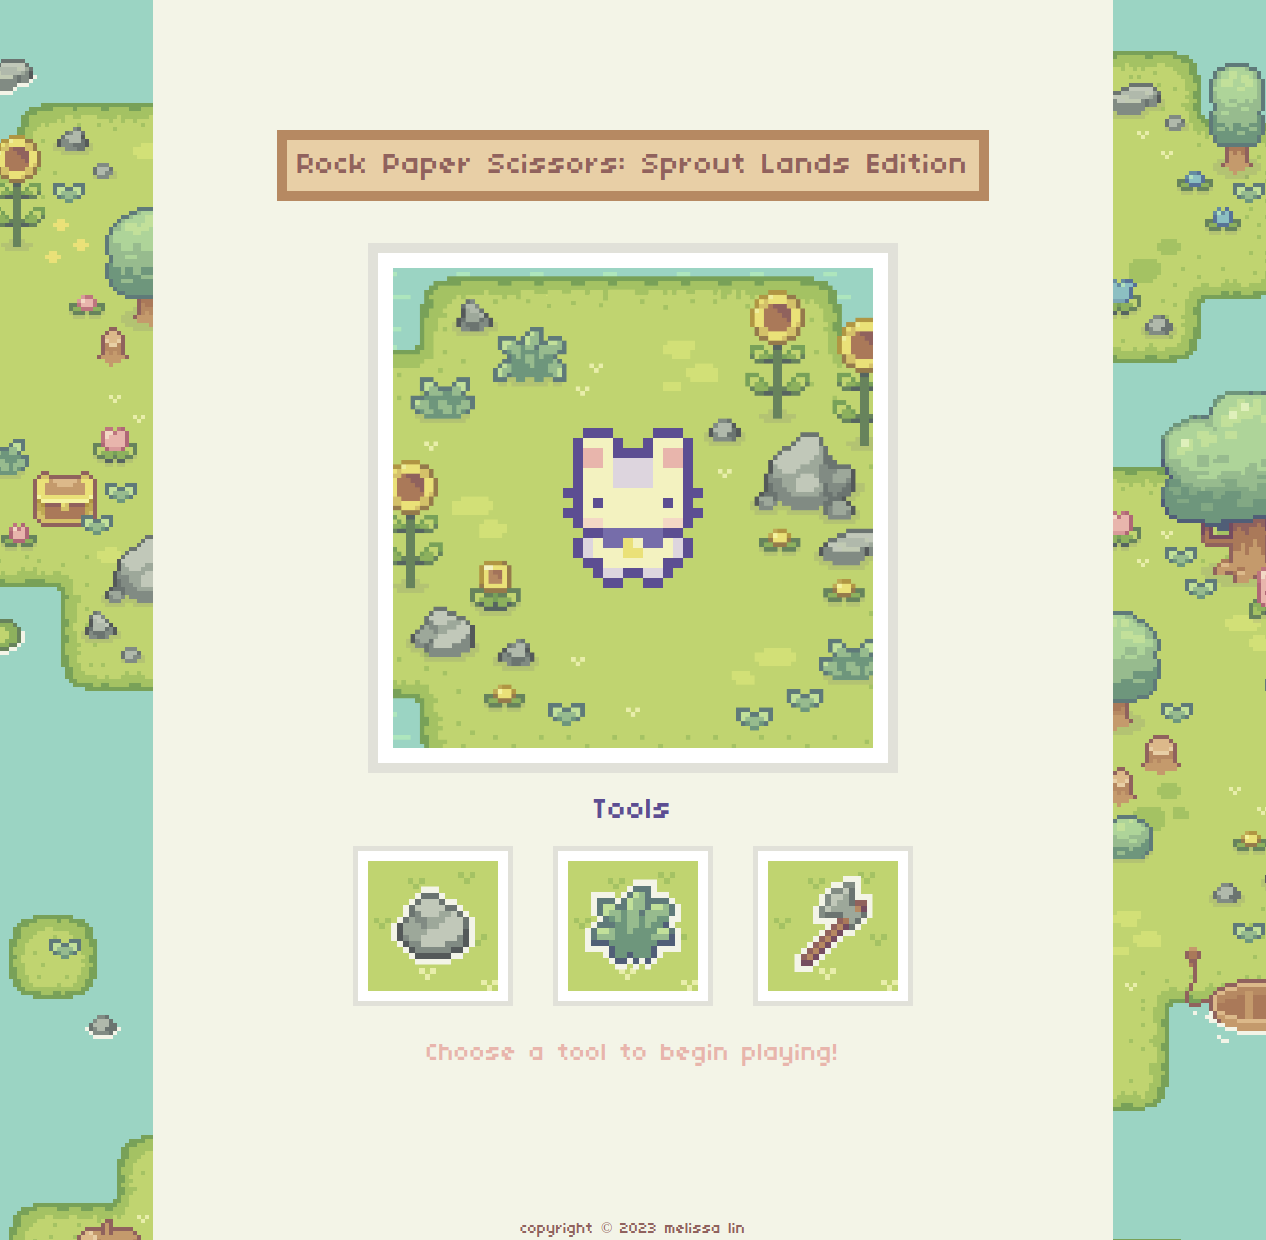 Rock Paper Scissors: Sprout Lands Edition
Tools
Choose a tool to begin playing!
copyright © 2023 melissa lin